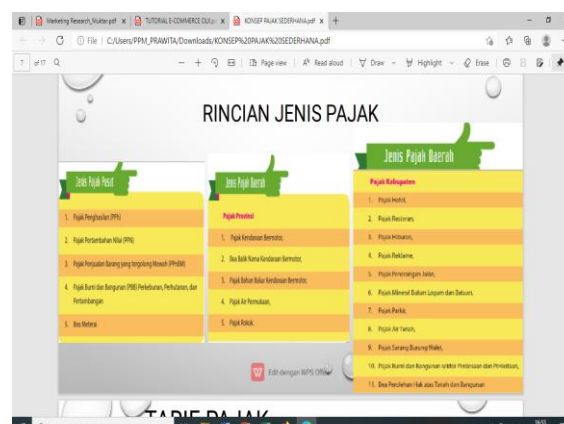 Marketing Research_Mukhtar.pdf
TUTORIAL E-COMMERCE
KONSEP PAJAK SEDERHANA.pdf
File | C:/Users/PPM_PRAWITA/Downloads/KONSEP%20PAJAK%20SEDERHANA.pdf
7 of 17
Page view
Read aloud
Draw
Highlight
Erase
RINCIAN JENIS PAJAK
Jenis Pajak Pusat
1. Pajak Penghasilan (PPh)
2. Pajak Pertambahan Nilai (PPN)
3. Pajak Penjualan Barang yang tergolong Mewah (PPnBM)
4. Pajak Bumi dan Bangunan (PBB) Perkebunan, Perhutanan, dan
Pertambangan
5. Bea Meterai
Jenis Pajak Daerah
Pajak Provinsi
1. Pajak Kendaraan Bermotor,
2. Bea Balik Nama Kendaraan Bermotor,
3. Pajak Bahan Bakar Kendaraan Bermotor,
4. Pajak Air Permukaan,
5. Pajak Rokok.
Jenis Pajak Daerah
Pajak Kabupaten
1. Pajak Hotel,
2. Pajak Restoran,
3. Pajak Hiburan,
4. Pajak Reklame,
5. Pajak Penerangan Jalan,
6. Pajak Mineral Bukan Logam dan Batuan,
7. Pajak Parkir,
8. Pajak Air Tanah,
9. Pajak Sarang Burung Walet,
10. Pajak Bumi dan Bangunan sektor Perdesaan dan Perkotaan,
11. Bea Perolehan Hak atas Tanah dan Bangunan
Edit dengan WPS Office
TARIF PAJAK